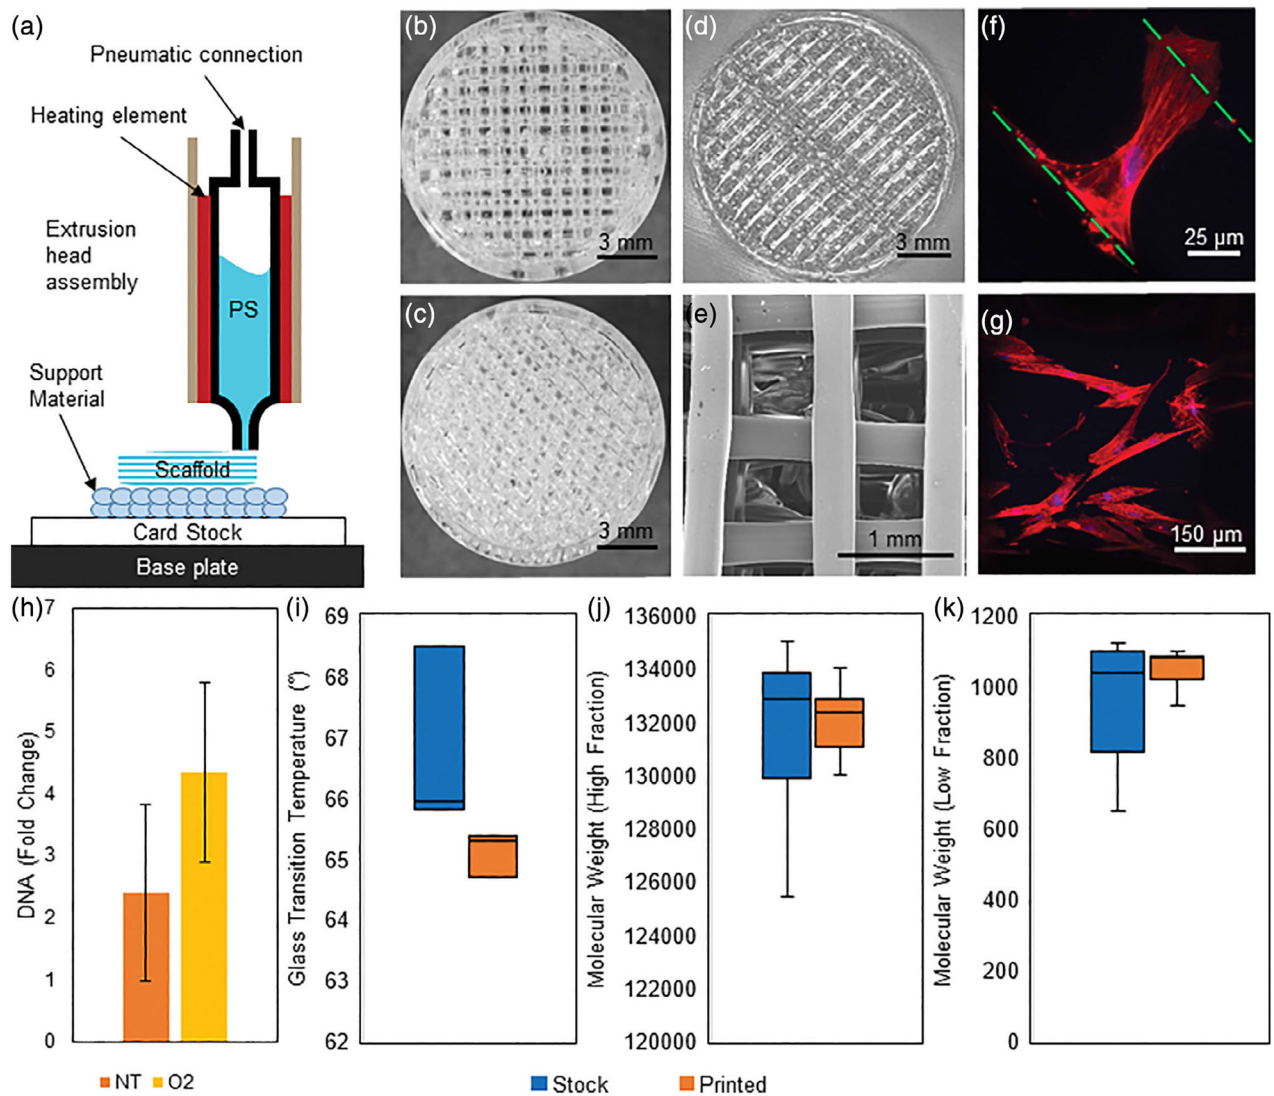 (a)
Pneumatic connection
Heating element
Extrusion
head
assembly
PS
Support
Material
Scaffold
Card Stock
Base plate
(b)
3 mm
(c)
3 mm
(d)
3 mm
(e)
1 mm
(f)
25 µm
(g)
150 µm
(h)
DNA (Fold Change)
7
6
5
4
3
2
1
0
NT
O2
(i)
Glass Transition Temperature (°)
69
68
67
66
65
64
63
62
(j)
Molecular Weight (High Fraction)
136000
134000
132000
130000
128000
126000
124000
122000
120000
(k)
Molecular Weight (Low Fraction)
1200
1000
800
600
400
200
0
Stock
Printed